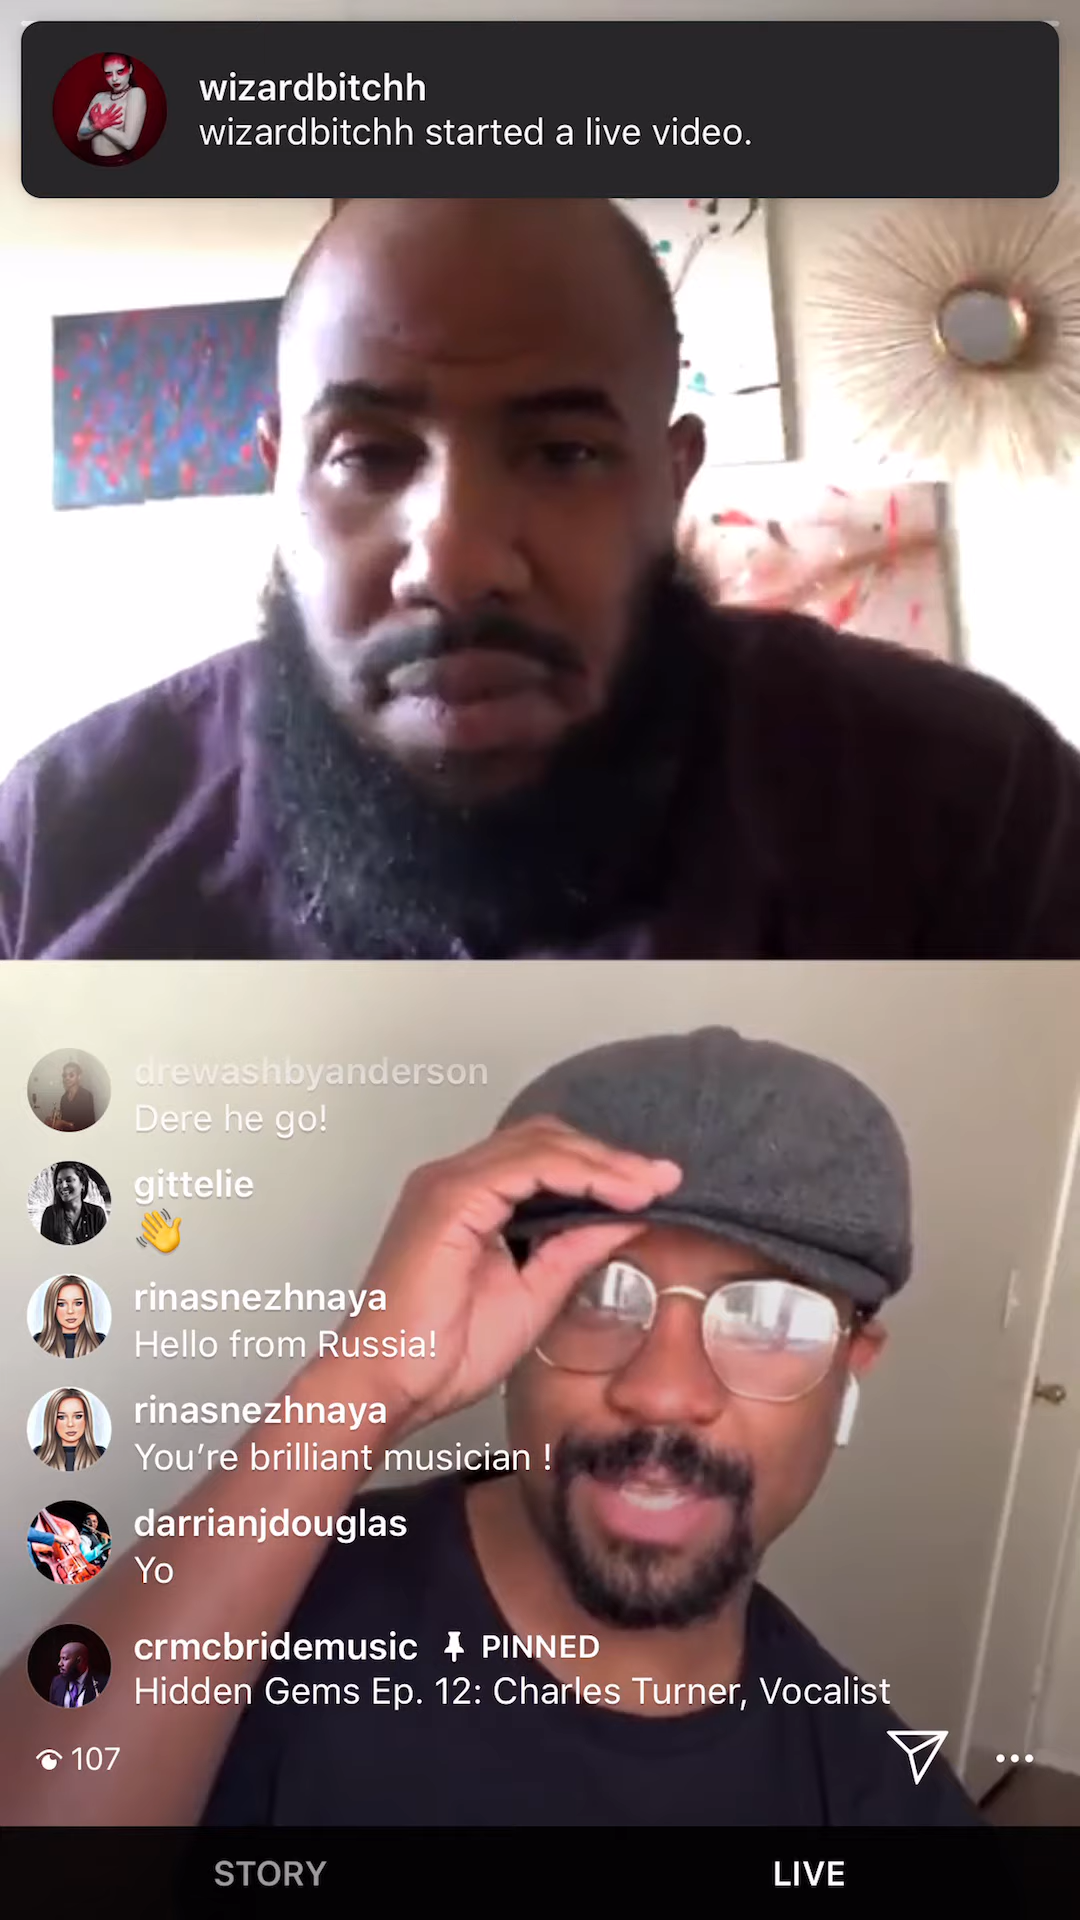 wizardbitchh
wizardbitchh started a live video.
drewashbyanderson
Dere he go!
gittelie
👋
rinasnezhnaya
Hello from Russia!
rinasnezhnaya
You’re brilliant musician !
darrianjdouglas
Yo
crmcbridemusic PINNED
Hidden Gems Ep. 12: Charles Turner, Vocalist
107
STORY LIVE